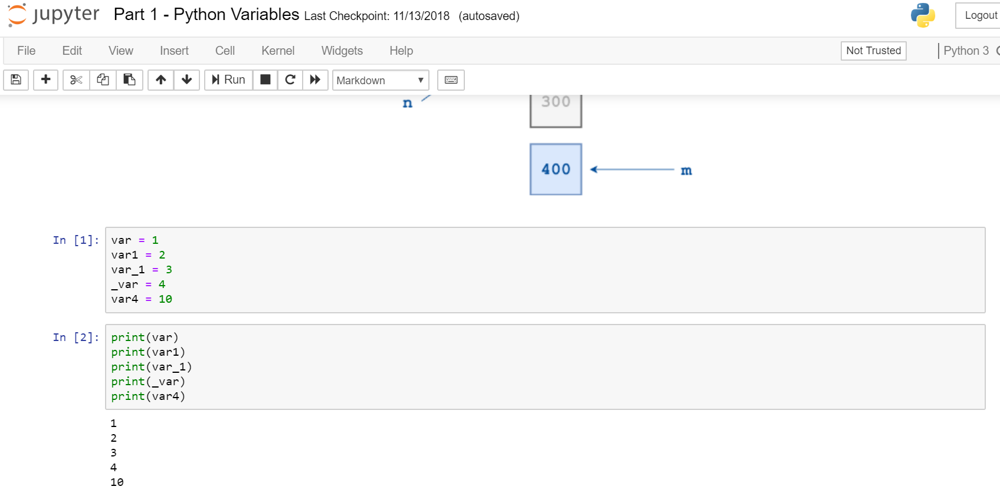 jupyter Part 1 - Python Variables Last Checkpoint: 11/13/2018 (autosaved) Logout
File Edit View Insert Cell Kernel Widgets Help Not Trusted Python 3
Run Markdown
n
300
400 m
In [1]: var = 1
var1 = 2
var_1 = 3
_var = 4
var4 = 10
In [2]: print(var)
print(var1)
print(var_1)
print(_var)
print(var4)
1
2
3
4
10